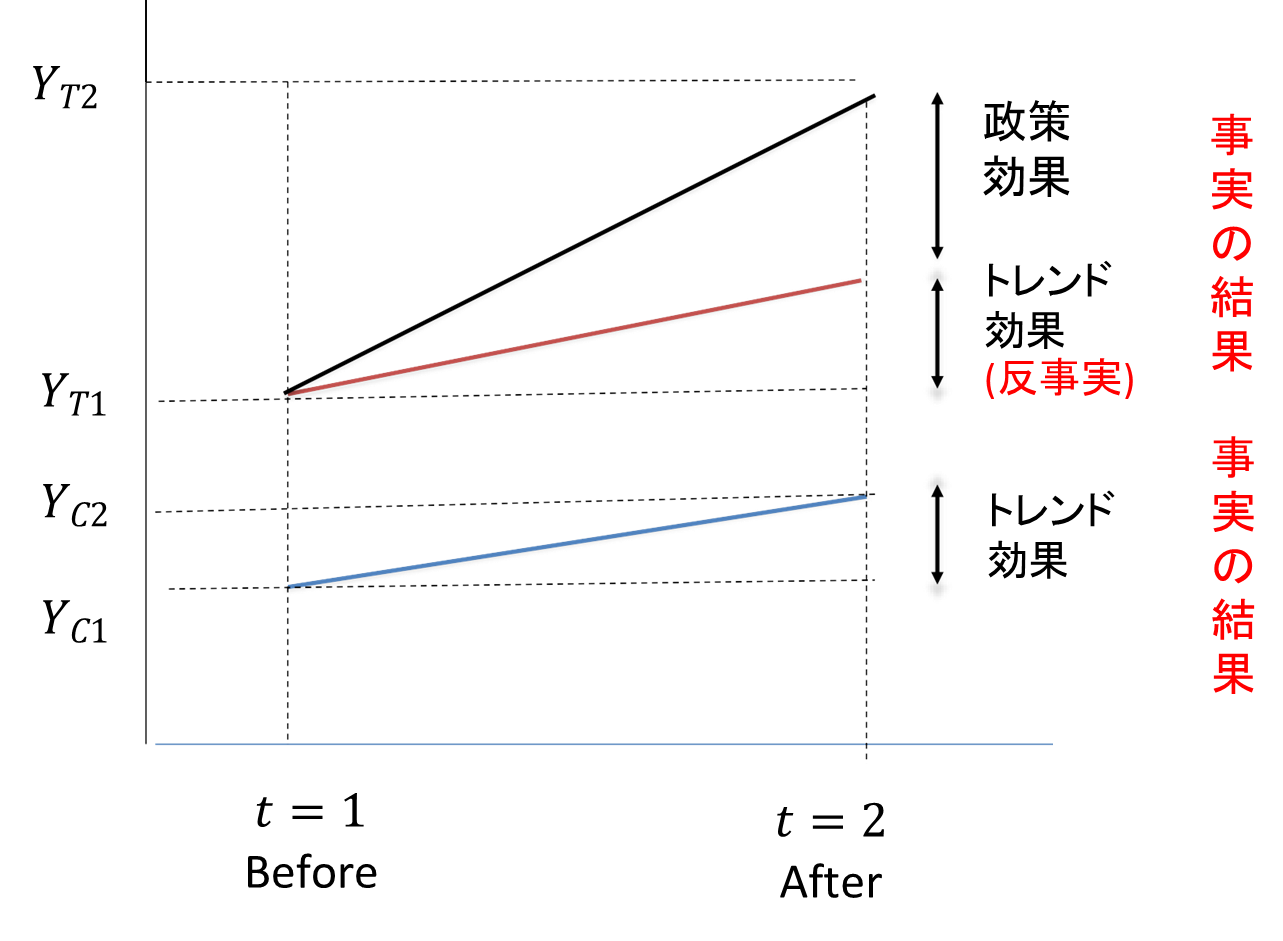 Y_{T2}
政策
効果
トレンド
効果
(反事実)
事実の結果
Y_{T1}
Y_{C2}
トレンド
効果
事実の結果
Y_{C1}
t = 1
Before
t = 2
After